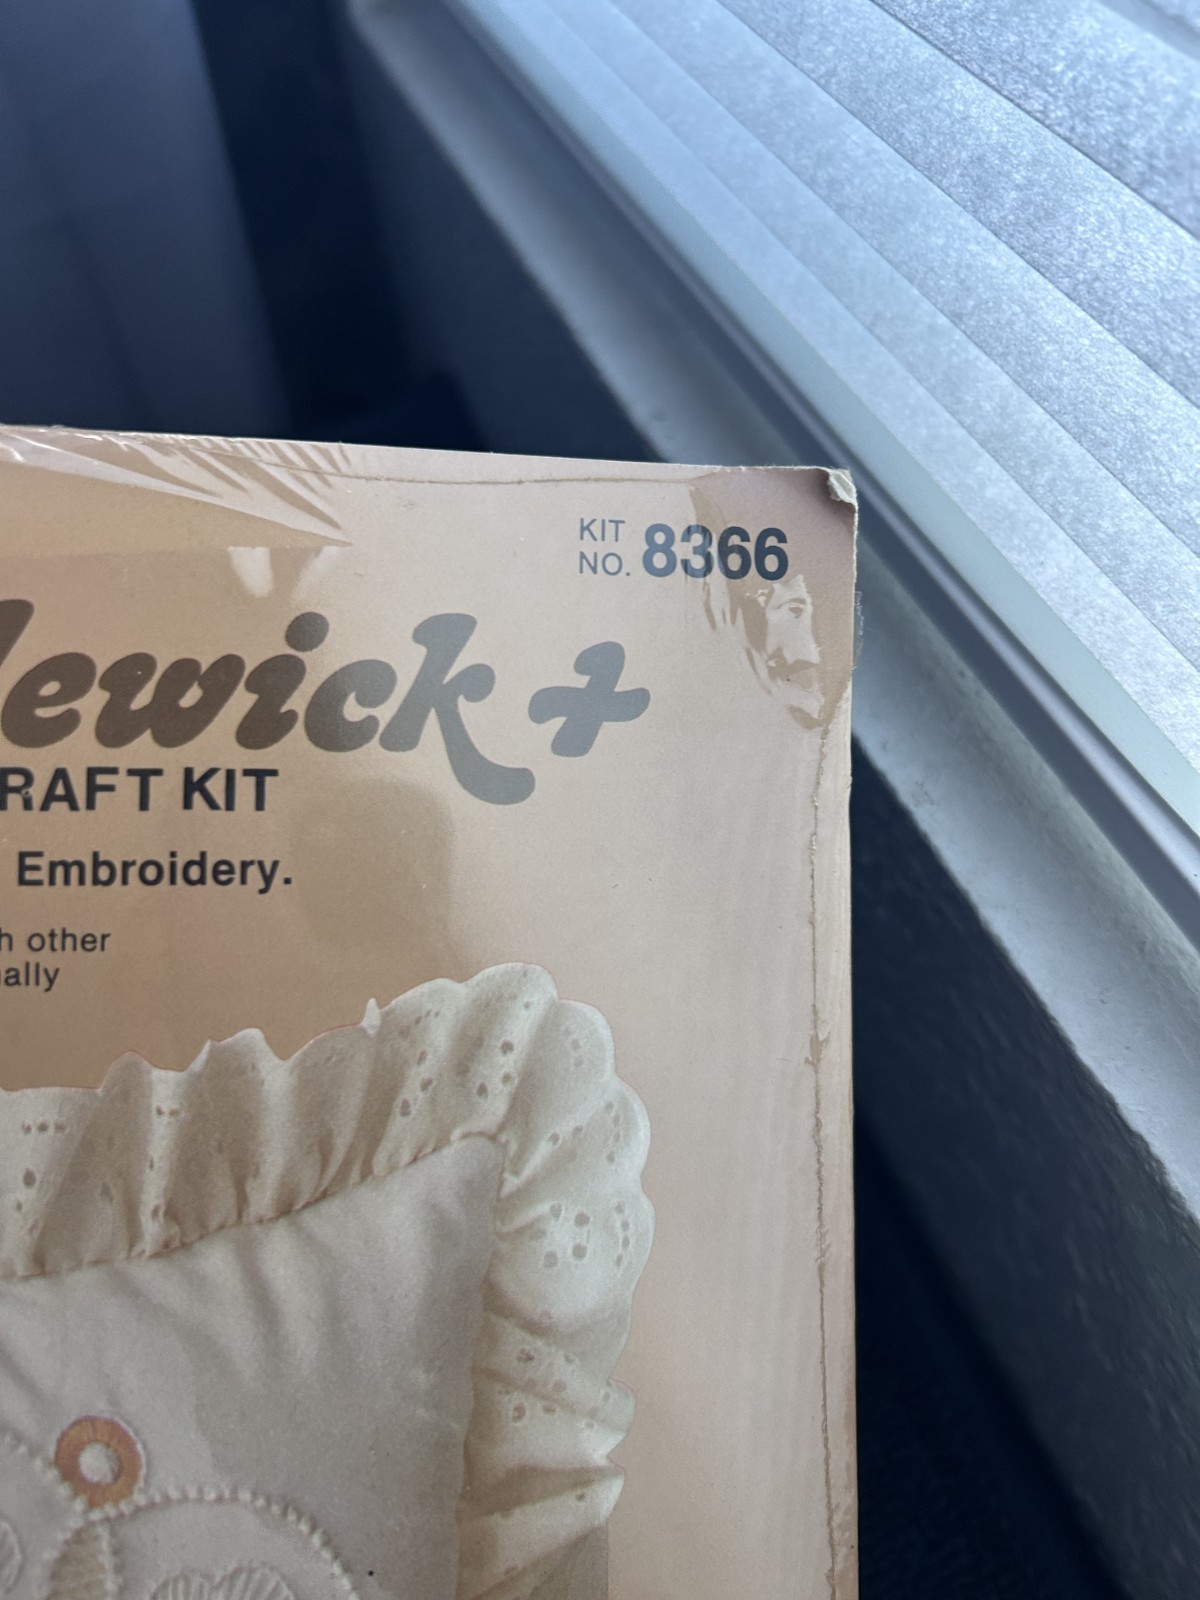 KIT
NO. 8366
lewick +
RAFT KIT
Embroidery.
h other
ally